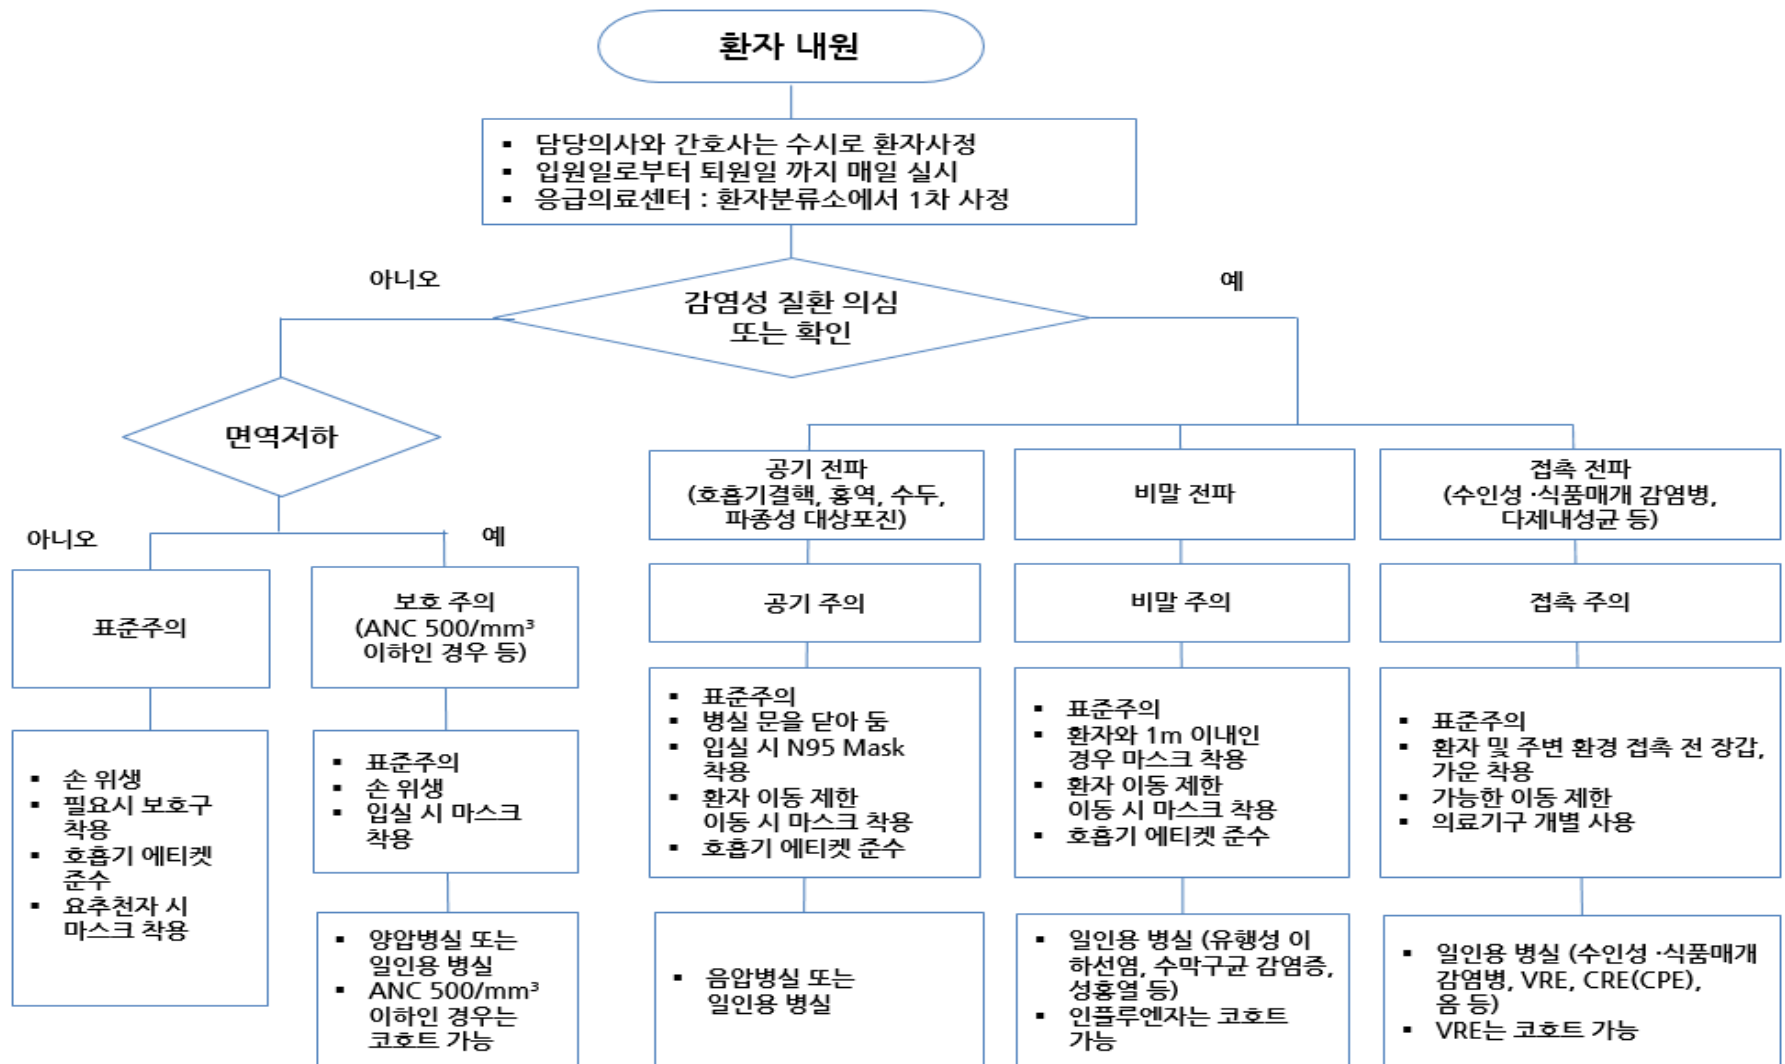 환자 내원
▪ 담당의사와 간호사는 수시로 환자사정
▪ 입원일로부터 퇴원일 까지 매일 실시
▪ 응급의료센터 : 환자분류소에서 1차 사정
아니오
예
감염성 질환 의심
또는 확인
면역저하
아니오
예
표준주의
보호 주의
(ANC 500/mm³
이하인 경우 등)
공기 전파
(호흡기결핵, 홍역, 수두,
파종성 대상포진)
비말 전파
접촉 전파
(수인성 ·식품매개 감염병,
다제내성균 등)
공기 주의
비말 주의
접촉 주의
▪ 손 위생
▪ 필요시 보호구
착용
▪ 호흡기 에티켓
준수
▪ 요추천자 시
마스크 착용
▪ 표준주의
▪ 손 위생
▪ 입실 시 마스크
착용
▪ 표준주의
▪ 병실 문을 닫아 둠
▪ 입실 시 N95 Mask
착용
▪ 환자 이동 제한
이동 시 마스크 착용
▪ 호흡기 에티켓 준수
▪ 표준주의
▪ 환자와 1m 이내인
경우 마스크 착용
▪ 환자 이동 제한
이동 시 마스크 착용
▪ 호흡기 에티켓 준수
▪ 표준주의
▪ 환자 및 주변 환경 접촉 전 장갑,
가운 착용
▪ 가능한 이동 제한
▪ 의료기구 개별 사용
▪ 양압병실 또는
일인용 병실
▪ ANC 500/mm³
이하인 경우는
코호트 가능
▪ 음압병실 또는
일인용 병실
▪ 일인용 병실 (유행성 이
하선염, 수막구균 감염증,
성홍열 등)
▪ 인플루엔자는 코호트
가능
▪ 일인용 병실 (수인성 ·식품매개
감염병, VRE, CRE(CPE),
옴 등)
▪ VRE는 코호트 가능